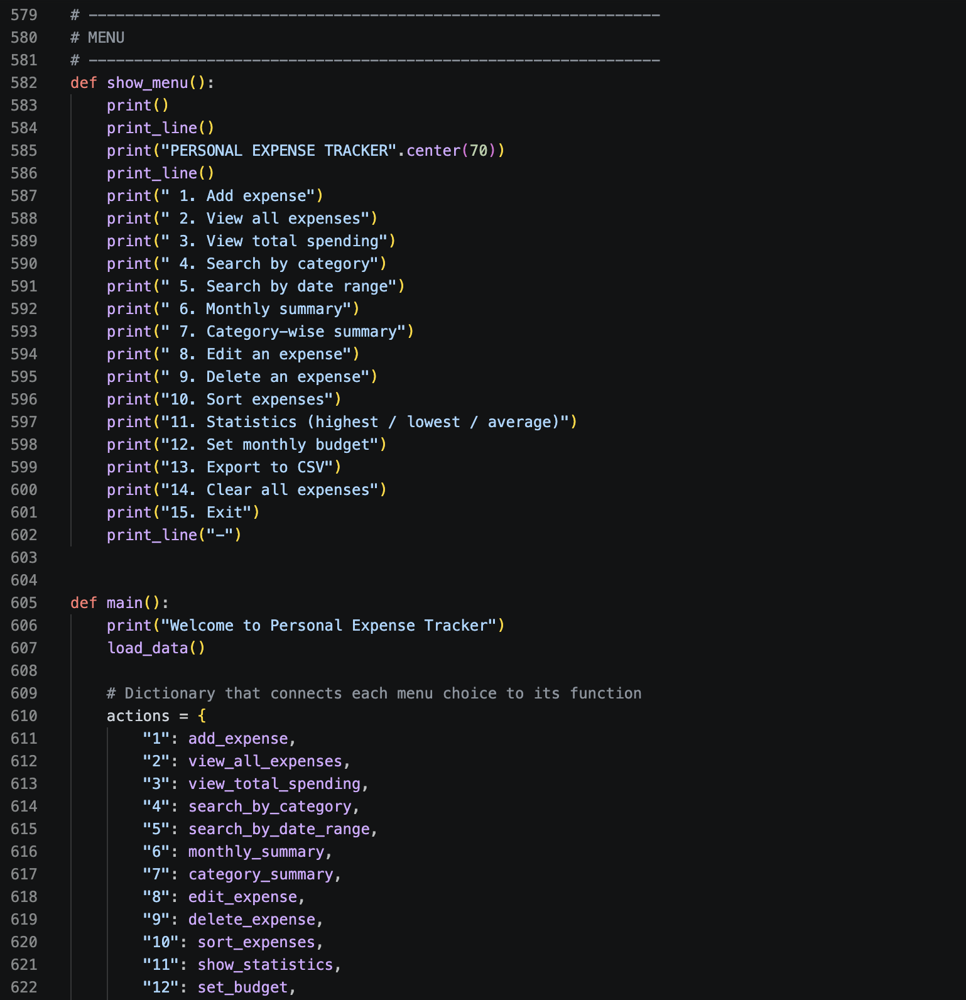 579 # ---------------------------------------------------------------
580 # MENU
581 # ---------------------------------------------------------------
582 def show_menu():
583     print()
584     print_line()
585     print("PERSONAL EXPENSE TRACKER".center(70))
586     print_line()
587     print(" 1. Add expense")
588     print(" 2. View all expenses")
589     print(" 3. View total spending")
590     print(" 4. Search by category")
591     print(" 5. Search by date range")
592     print(" 6. Monthly summary")
593     print(" 7. Category-wise summary")
594     print(" 8. Edit an expense")
595     print(" 9. Delete an expense")
596     print("10. Sort expenses")
597     print("11. Statistics (highest / lowest / average)")
598     print("12. Set monthly budget")
599     print("13. Export to CSV")
600     print("14. Clear all expenses")
601     print("15. Exit")
602     print_line("-")
603
604
605 def main():
606     print("Welcome to Personal Expense Tracker")
607     load_data()
608
609     # Dictionary that connects each menu choice to its function
610     actions = {
611         "1": add_expense,
612         "2": view_all_expenses,
613         "3": view_total_spending,
614         "4": search_by_category,
615         "5": search_by_date_range,
616         "6": monthly_summary,
617         "7": category_summary,
618         "8": edit_expense,
619         "9": delete_expense,
620         "10": sort_expenses,
621         "11": show_statistics,
622         "12": set_budget,